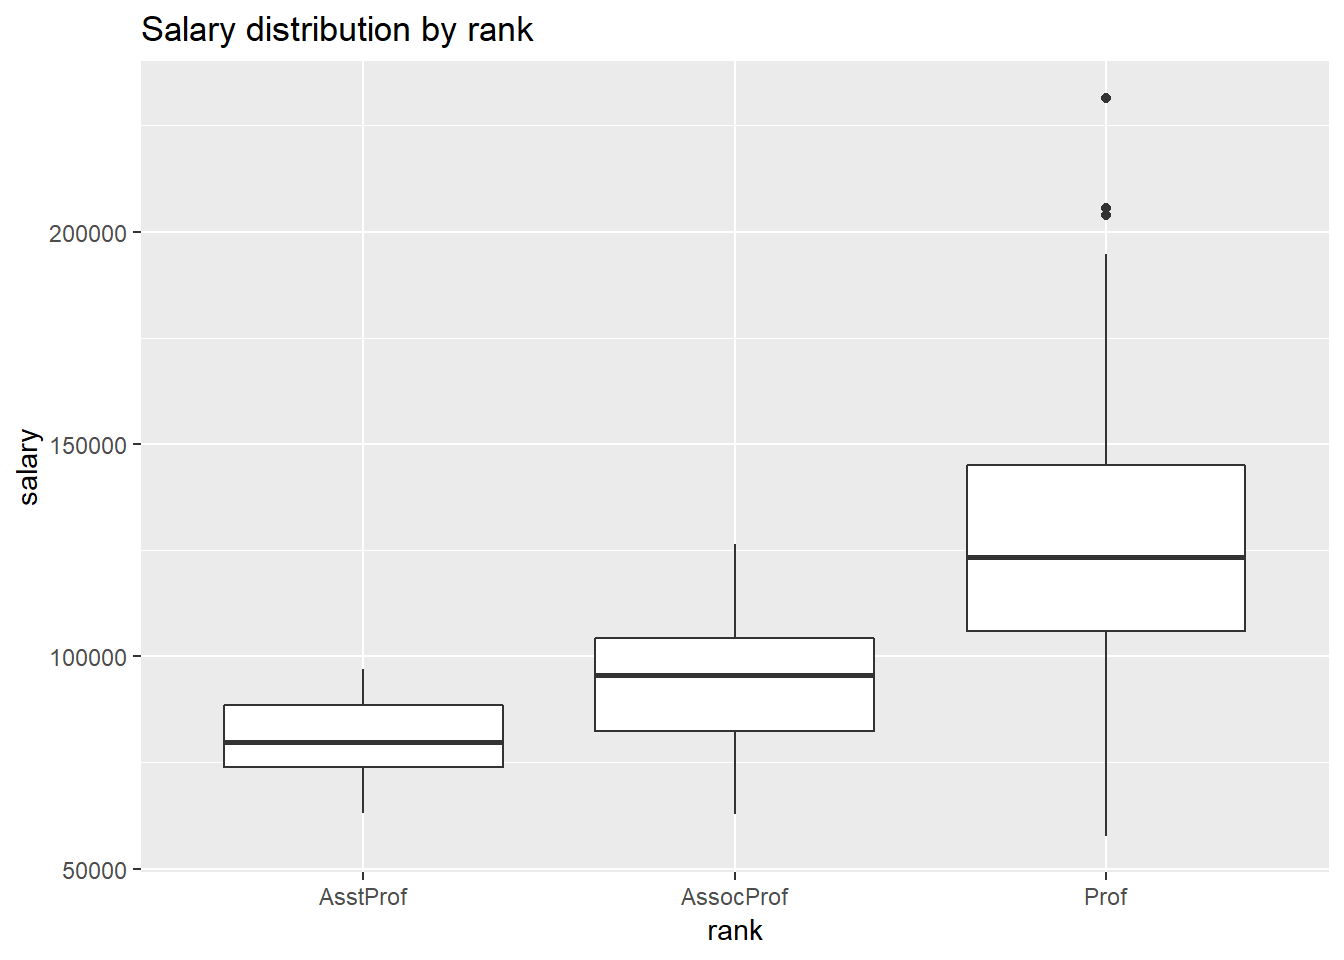 Salary distribution by rank
200000
150000
100000
50000
salary
AsstProf
AssocProf
Prof
rank